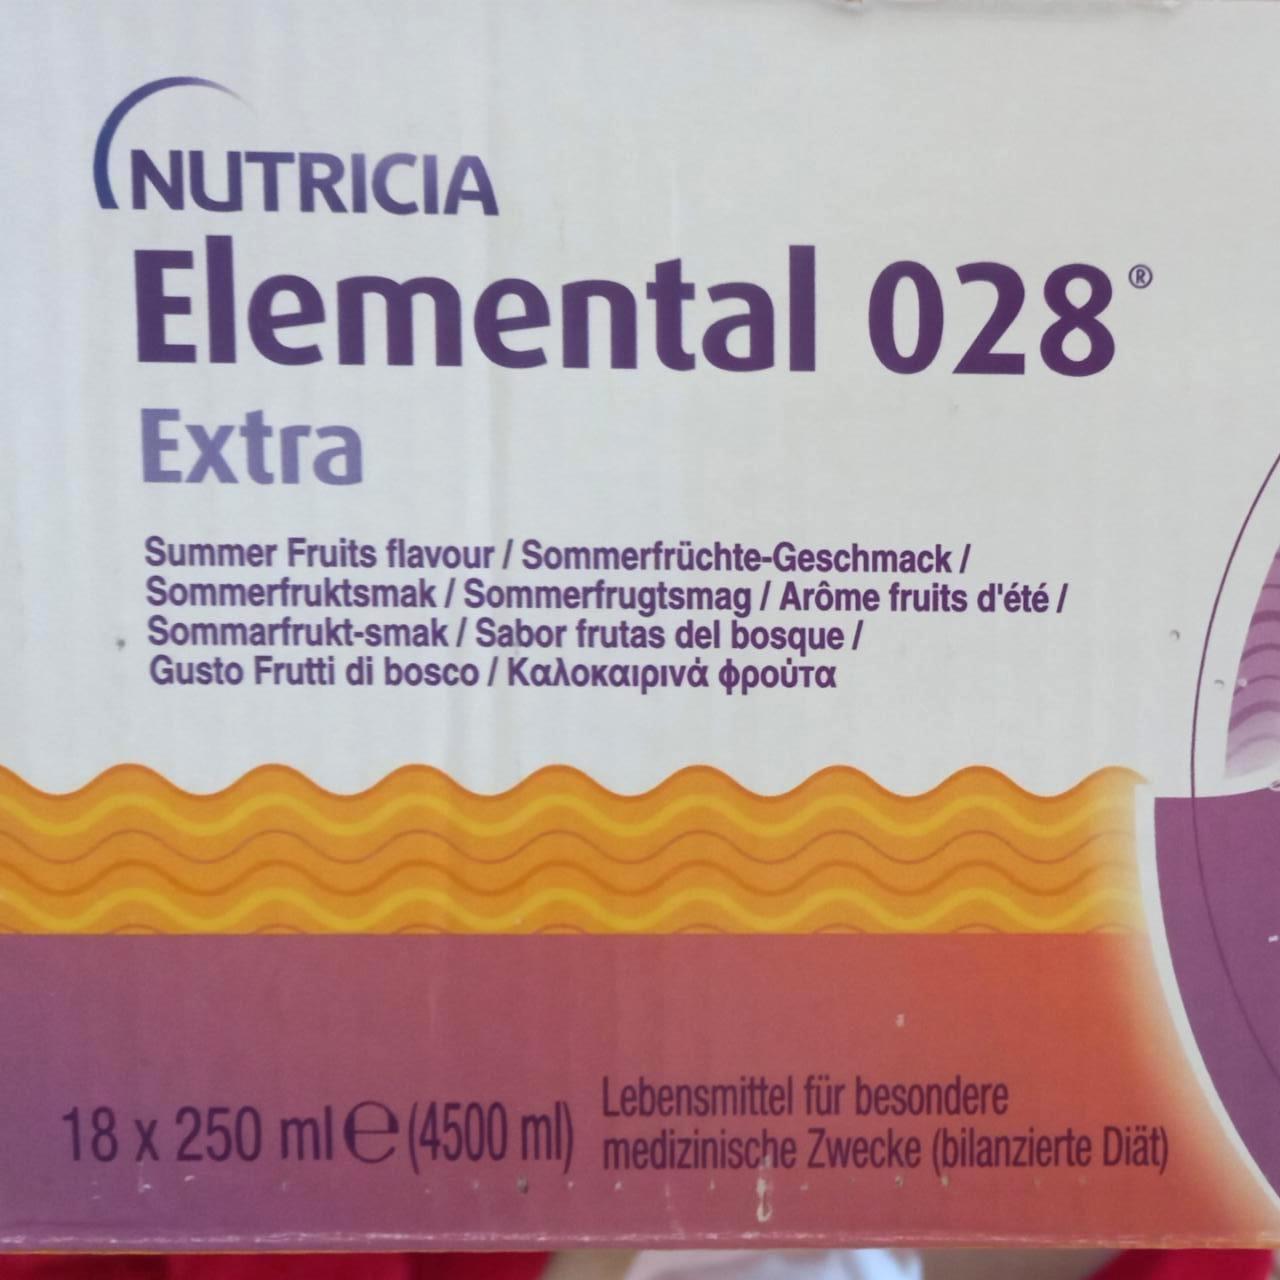 NUTRICIA
Elemental 028®
Extra
Summer Fruits flavour / Sommerfrüchte-Geschmack /
Sommerfruktsmak / Sommerfrugtsmag / Arôme fruits d'été /
Sommarfrukt-smak / Sabor frutas del bosque /
Gusto Frutti di bosco / Καλοκαιρινά φρούτα
18 x 250 ml ℮ (4500 ml)
Lebensmittel für besondere
medizinische Zwecke (bilanzierte Diät)